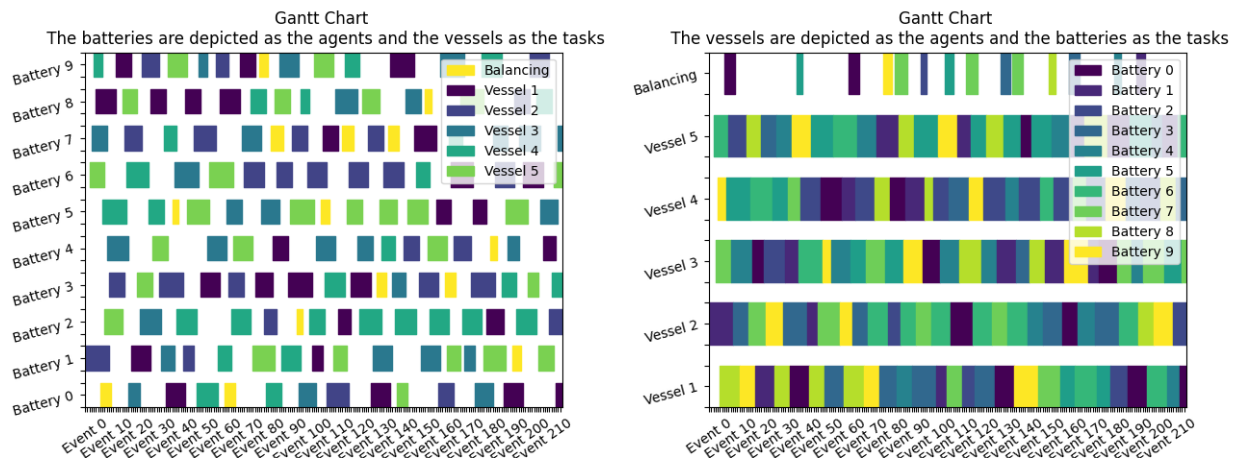 Gantt Chart
The batteries are depicted as the agents and the vessels as the tasks
Battery 9
Battery 8
Battery 7
Battery 6
Battery 5
Battery 4
Battery 3
Battery 2
Battery 1
Battery 0
Balancing
Vessel 1
Vessel 2
Vessel 3
Vessel 4
Vessel 5
Event 0
Event 10
Event 20
Event 30
Event 40
Event 50
Event 60
Event 70
Event 80
Event 90
Event 100
Event 110
Event 120
Event 130
Event 140
Event 150
Event 160
Event 170
Event 180
Event 190
Event 200
Event 210
Gantt Chart
The vessels are depicted as the agents and the batteries as the tasks
Balancing
Vessel 5
Vessel 4
Vessel 3
Vessel 2
Vessel 1
Battery 0
Battery 1
Battery 2
Battery 3
Battery 4
Battery 5
Battery 6
Battery 7
Battery 8
Battery 9
Event 0
Event 10
Event 20
Event 30
Event 40
Event 50
Event 60
Event 70
Event 80
Event 90
Event 100
Event 110
Event 120
Event 130
Event 140
Event 150
Event 160
Event 170
Event 180
Event 190
Event 200
Event 210